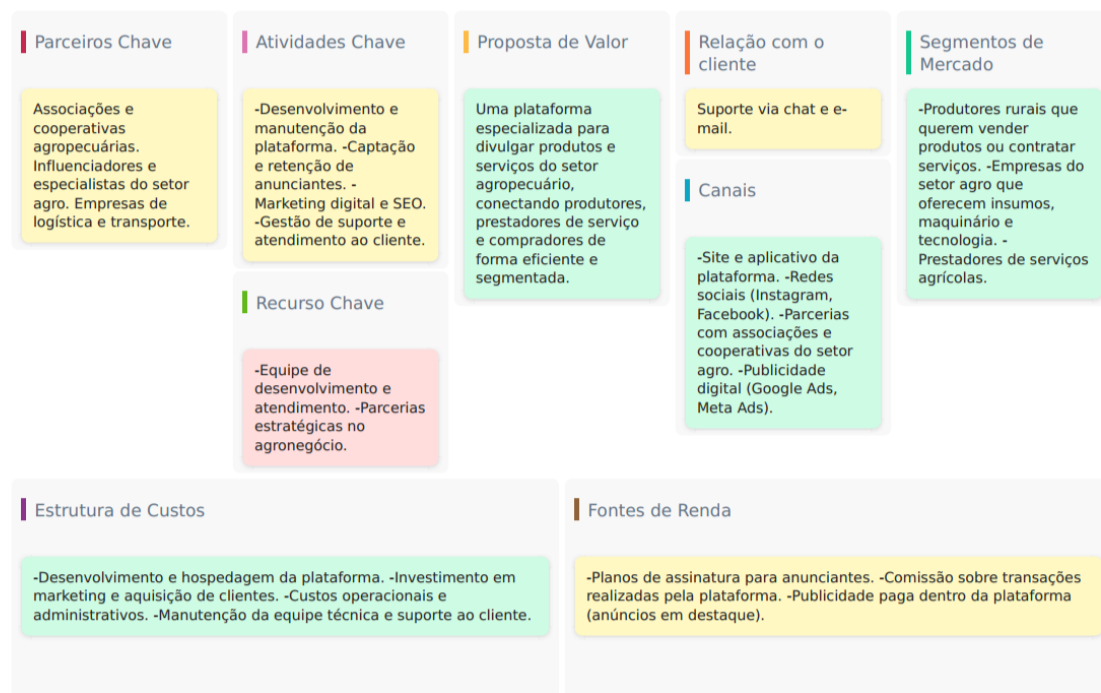 Parceiros Chave
Associações e
cooperativas
agropecuárias.
Influenciadores e
especialistas do setor
agro. Empresas de
logística e transporte.
Atividades Chave
-Desenvolvimento e
manutenção da
plataforma. -Captação
e retenção de
anunciantes. -
Marketing digital e SEO.
-Gestão de suporte e
atendimento ao cliente.
Recurso Chave
-Equipe de
desenvolvimento e
atendimento. -Parcerias
estratégicas no
agronegócio.
Proposta de Valor
Uma plataforma
especializada para
divulgar produtos e
serviços do setor
agropecuário,
conectando produtores,
prestadores de serviço
e compradores de
forma eficiente e
segmentada.
Relação com o
cliente
Suporte via chat e e-
mail.
Canais
-Site e aplicativo da
plataforma. -Redes
sociais (Instagram,
Facebook). -Parcerias
com associações e
cooperativas do setor
agro. -Publicidade
digital (Google Ads,
Meta Ads).
Segmentos de
Mercado
-Produtores rurais que
querem vender
produtos ou contratar
serviços. -Empresas do
setor agro que
oferecem insumos,
maquinário e
tecnologia. -
Prestadores de serviços
agrícolas.
Estrutura de Custos
-Desenvolvimento e hospedagem da plataforma. -Investimento em
marketing e aquisição de clientes. -Custos operacionais e
administrativos. -Manutenção da equipe técnica e suporte ao cliente.
Fontes de Renda
-Planos de assinatura para anunciantes. -Comissão sobre transações
realizadas pela plataforma. -Publicidade paga dentro da plataforma
(anúncios em destaque).